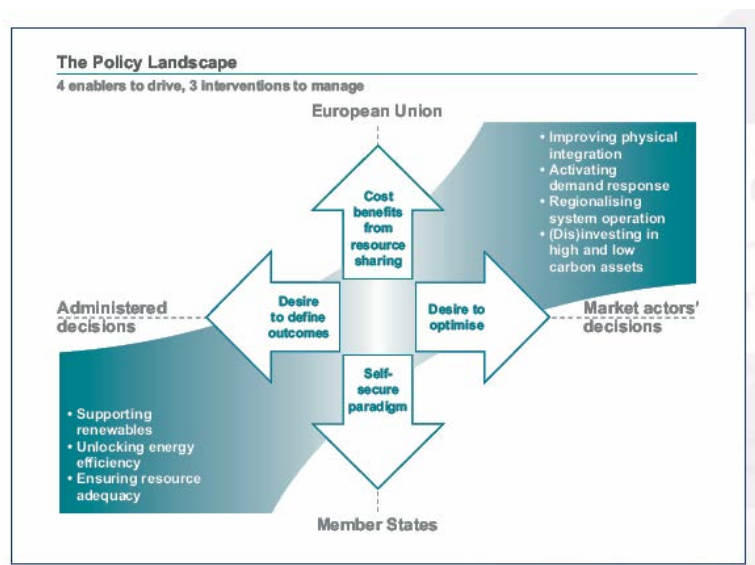 The Policy Landscape
4 enablers to drive, 3 interventions to manage
European Union
• Improving physical
integration
• Activating
demand response
• Regionalising
system operation
• (Dis)investing in
high and low
carbon assets
Cost
benefits
from
resource
sharing
Administered
decisions
Desire
to define
outcomes
Desire to
optimise
Market actors'
decisions
Self-
secure
paradigm
• Supporting
renewables
• Unlocking energy
efficiency
• Ensuring resource
adequacy
Member States